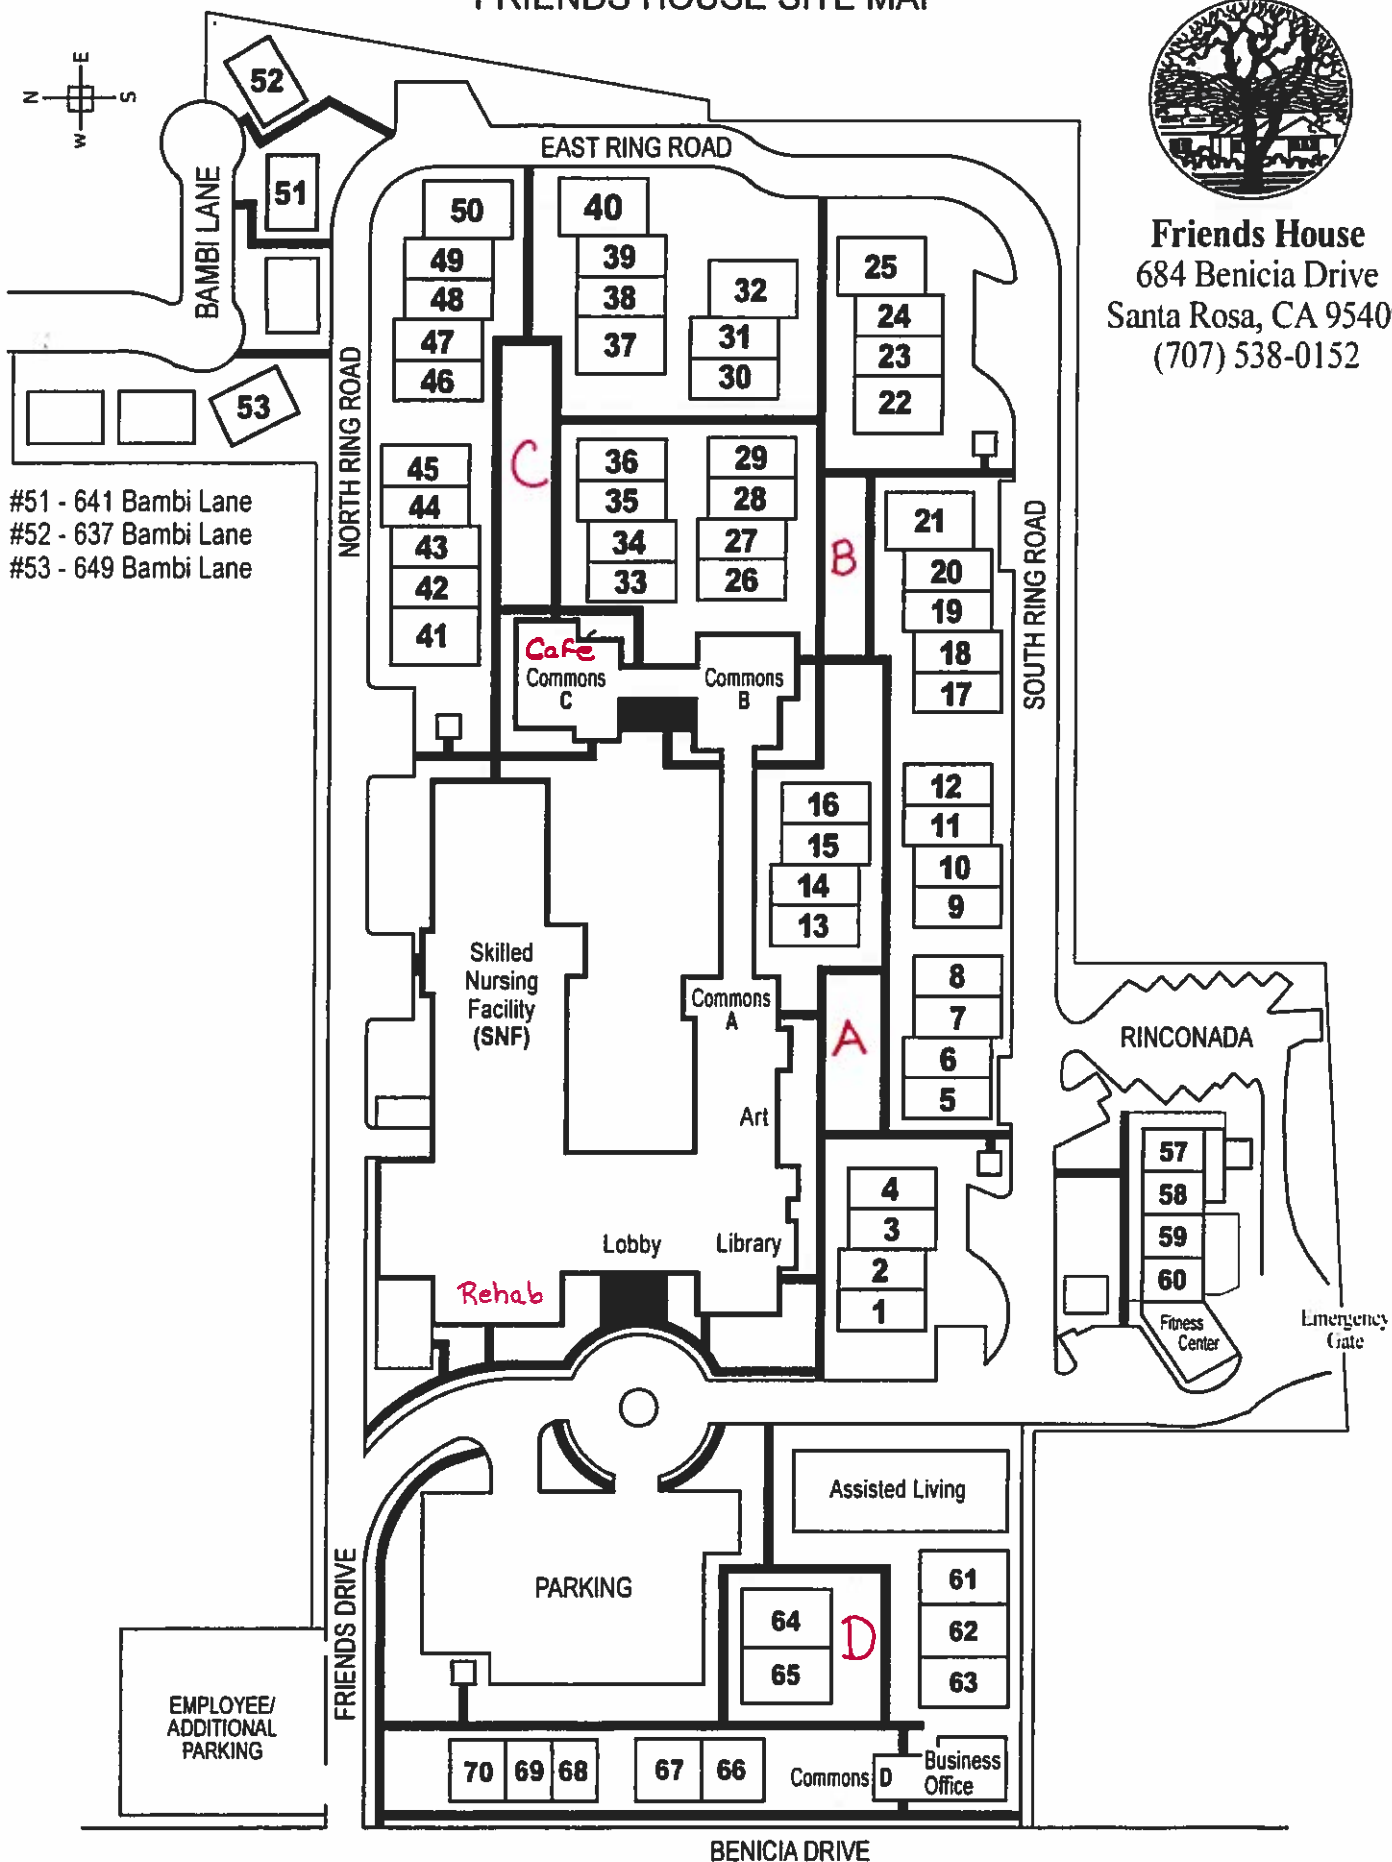 FRIENDS HOUSE SITE MAP
N
E
S
W
Friends House
684 Benicia Drive
Santa Rosa, CA 9540
(707) 538-0152
EAST RING ROAD
BAMBI LANE
NORTH RING ROAD
SOUTH RING ROAD
52
51
53
50
49
48
47
46
45
44
43
42
41
40
39
38
37
32
31
30
25
24
23
22
36
35
34
33
29
28
27
26
21
20
19
18
17
C
B
#51 - 641 Bambi Lane
#52 - 637 Bambi Lane
#53 - 649 Bambi Lane
Cafe
Commons
C
Commons
B
16
15
14
13
12
11
10
9
8
7
6
5
Skilled
Nursing
Facility
(SNF)
Commons
A
A
Art
RINCONADA
57
58
59
60
Fitness
Center
Emergency
Gate
4
3
2
1
Lobby
Library
Rehab
Assisted Living
PARKING
FRIENDS DRIVE
61
62
63
64
65
D
EMPLOYEE/
ADDITIONAL
PARKING
70
69
68
67
66
Commons D
Business
Office
BENICIA DRIVE